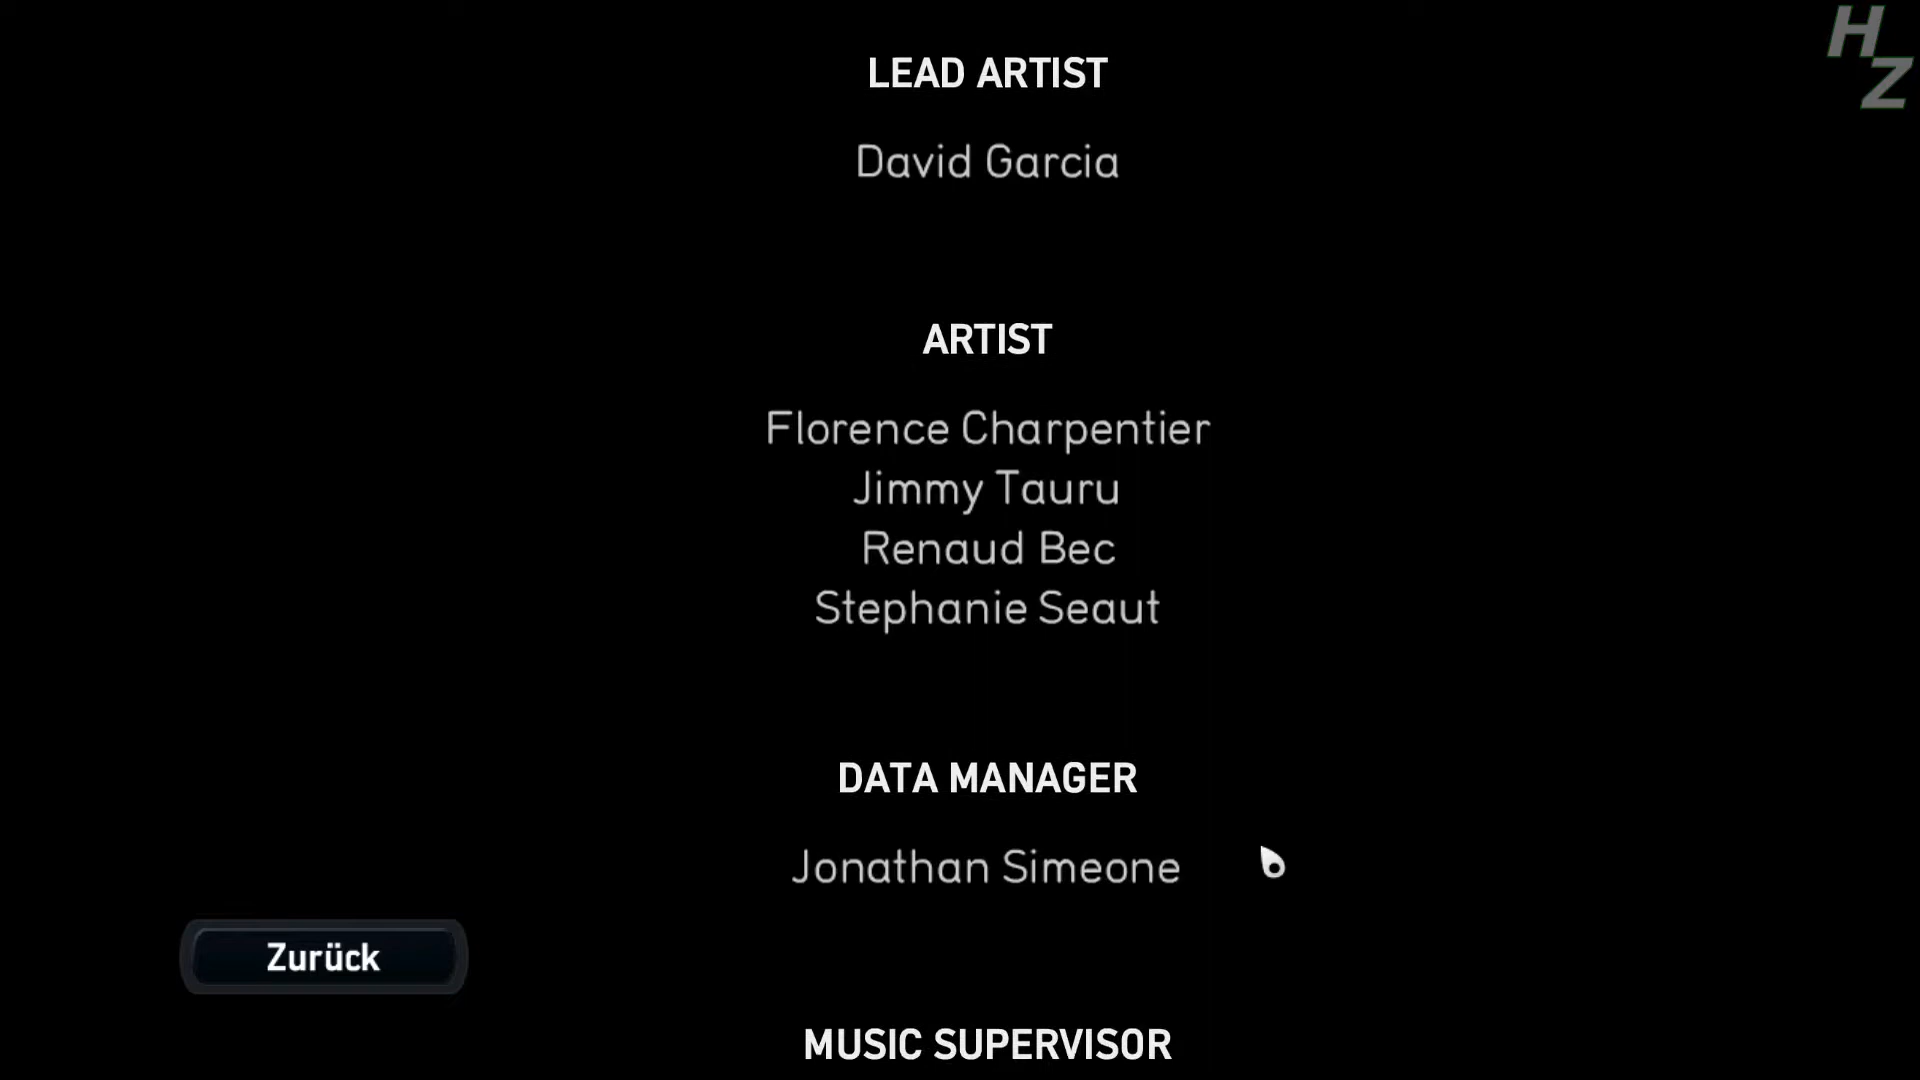 H
Z
LEAD ARTIST
David Garcia
ARTIST
Florence Charpentier
Jimmy Tauru
Renaud Bec
Stephanie Seaut
DATA MANAGER
Jonathan Simeone
Zurück
MUSIC SUPERVISOR